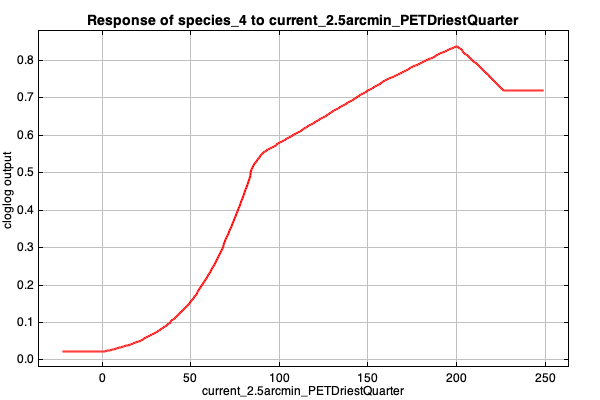 Response of species_4 to current_2.5arcmin_PETDriestQuarter
0.8
0.7
0.6
0.5
0.4
0.3
0.2
0.1
0.0
cloglog output
0 50 100 150 200 250
current_2.5arcmin_PETDriestQuarter